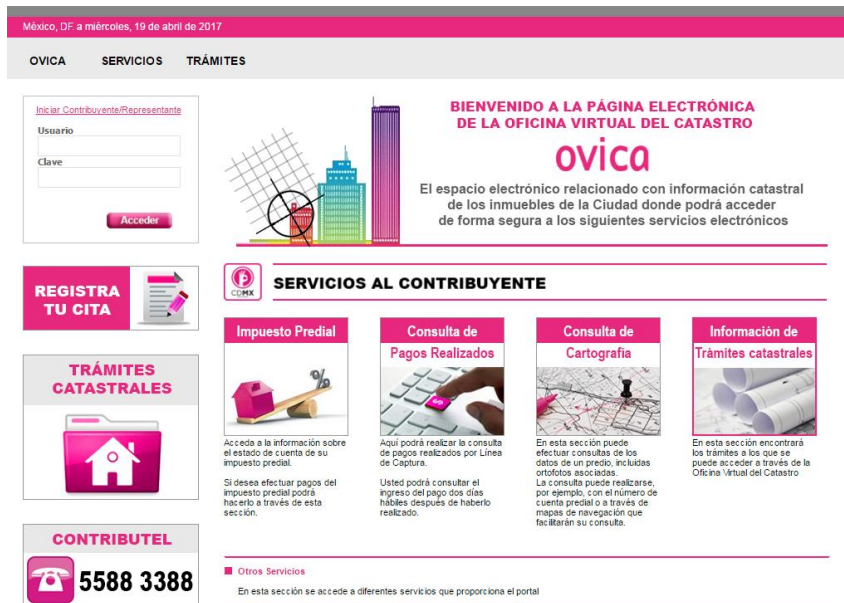 México, DF. a miércoles, 19 de abril de 2017
OVICA SERVICIOS TRÁMITES
Iniciar Contribuyente/Representante
Usuario
Clave
Acceder
BIENVENIDO A LA PÁGINA ELECTRÓNICA
DE LA OFICINA VIRTUAL DEL CATASTRO
ovica
El espacio electrónico relacionado con información catastral
de los inmuebles de la Ciudad donde podrá acceder
de forma segura a los siguientes servicios electrónicos
REGISTRA
TU CITA
TRÁMITES
CATASTRALES
CONTRIBUTEL
5588 3388
CDMX
SERVICIOS AL CONTRIBUYENTE
Impuesto Predial
%
Acceda a la información sobre
el estado de cuenta de su
impuesto predial.
Si desea efectuar pagos del
impuesto predial podrá
hacerlo a través de esta
sección.
Consulta de
Pagos Realizados
$
Aquí podrá realizar la consulta
de pagos realizados por Línea
de Captura.
Usted podrá consultar el
ingreso del pago dos días
hábiles después de haberlo
realizado.
Consulta de
Cartografía
En esta sección puede
efectuar consultas de los
datos de un predio, incluidas
ortofotos asociadas.
La consulta puede realizarse,
por ejemplo, con el número de
cuenta predial o a través de
mapas de navegación que
facilitarán su consulta.
Información de
Trámites catastrales
En esta sección encontrará
los trámites a los que se
puede acceder a través de la
Oficina Virtual del Catastro
Otros Servicios
En esta sección se accede a diferentes servicios que proporciona el portal